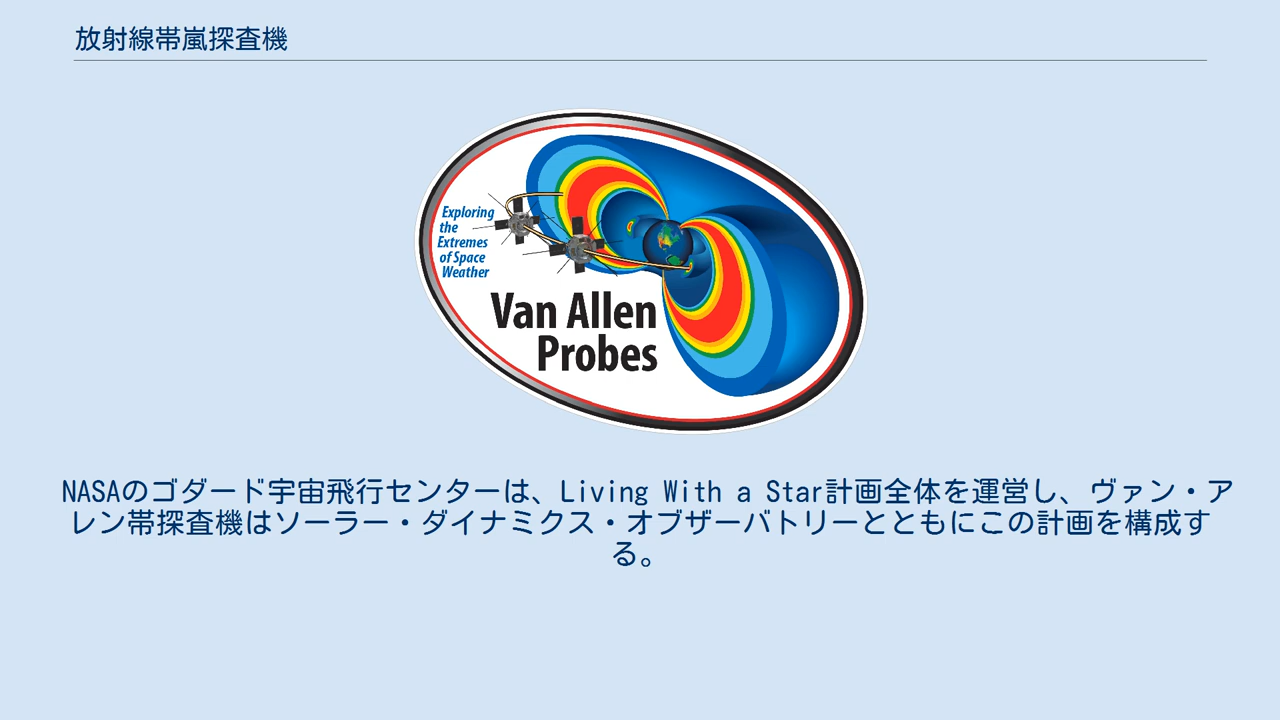 放射線帯嵐探査機
Exploring
the
Extremes
of Space
Weather
Van Allen
Probes
NASAのゴダード宇宙飛行センターは、Living With a Star計画全体を運営し、ヴァン・ア
レン帯探査機はソーラー・ダイナミクス・オブザーバトリーとともにこの計画を構成す
る。